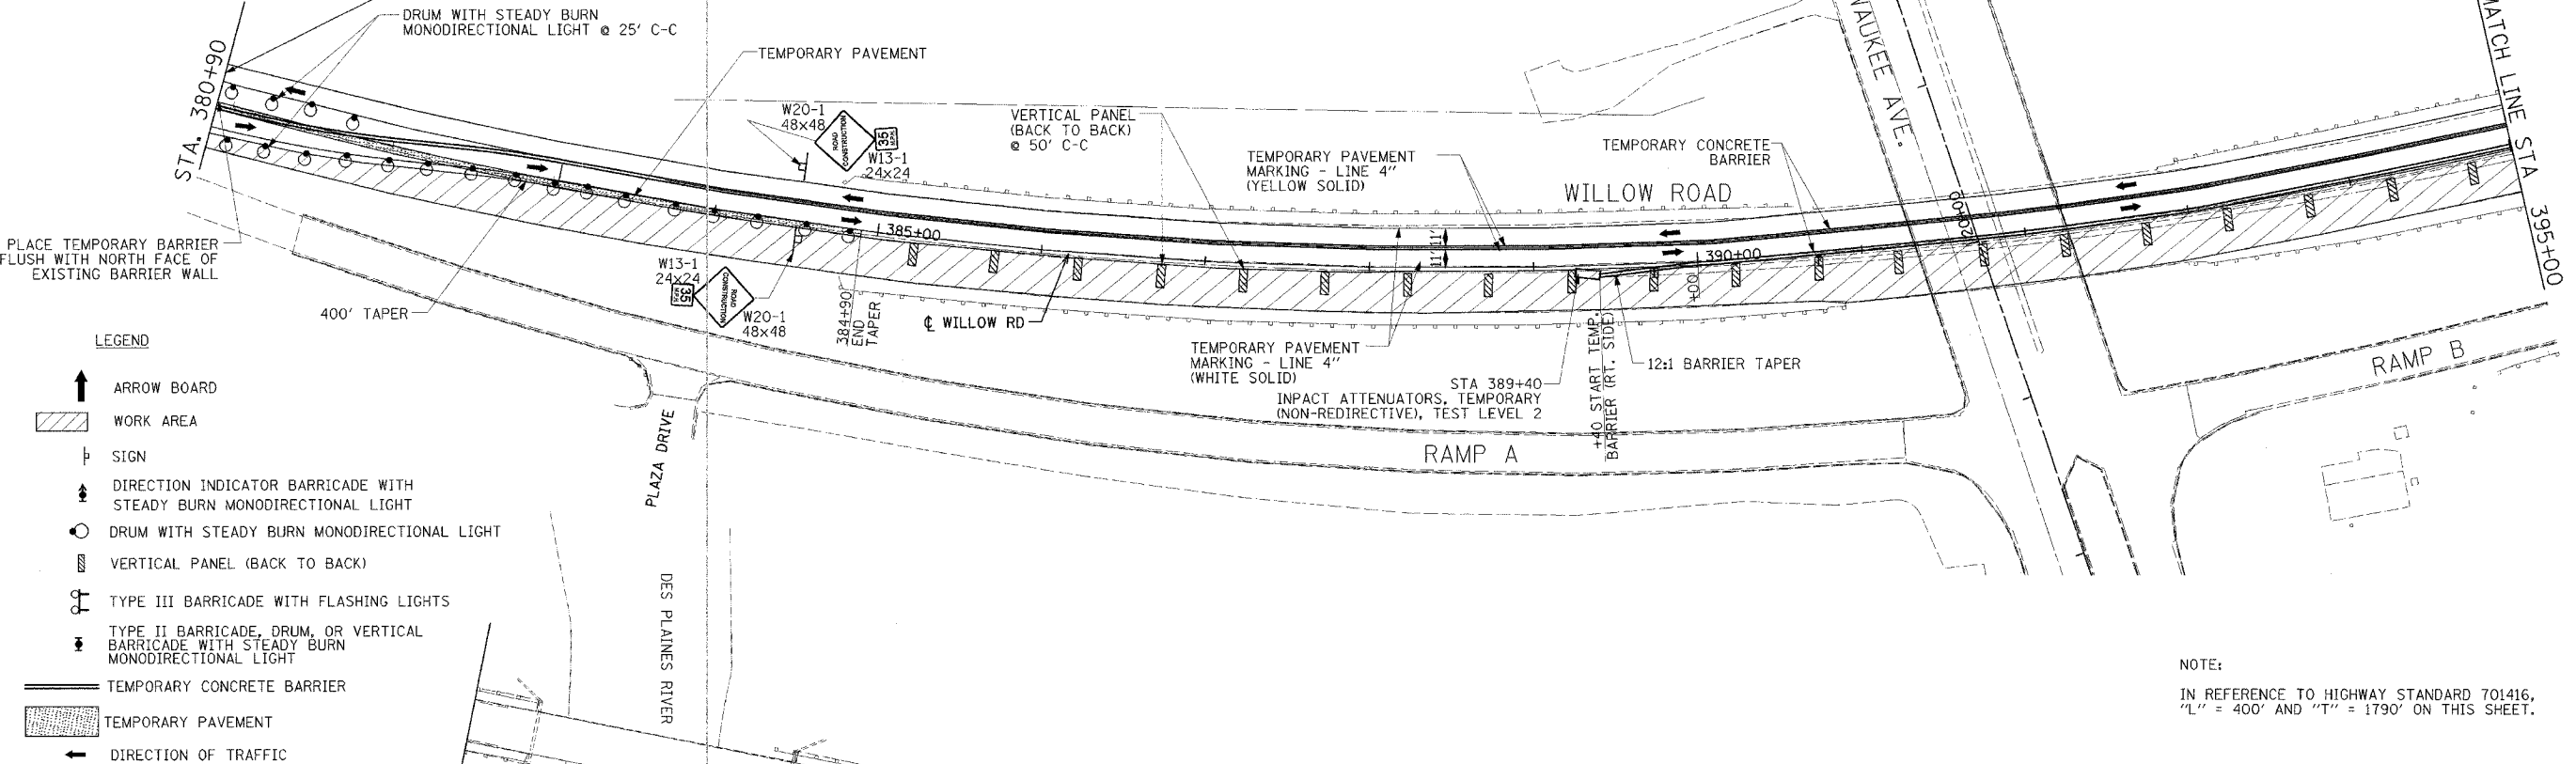 DRUM WITH STEADY BURN
MONODIRECTIONAL LIGHT @ 25' C-C
STA. 380+90
TEMPORARY PAVEMENT
W20-1
48x48
ROAD
CONSTRUCTION
35
M.P.H.
W13-1
24x24
VERTICAL PANEL
(BACK TO BACK)
@ 50' C-C
TEMPORARY PAVEMENT
MARKING - LINE 4"
(YELLOW SOLID)
TEMPORARY CONCRETE
BARRIER
WILLOW ROAD
WAUKEE AVE.
MATCH LINE STA 395+00
PLACE TEMPORARY BARRIER
FLUSH WITH NORTH FACE OF
EXISTING BARRIER WALL
400' TAPER
W13-1
24x24
35
M.P.H.
ROAD
CONSTRUCTION
W20-1
48x48
384+90
END
TAPER
385+00
℄ WILLOW RD
11'
11'
390+00
+00
TEMPORARY PAVEMENT
MARKING - LINE 4"
(WHITE SOLID)
STA 389+40
INPACT ATTENUATORS, TEMPORARY
(NON-REDIRECTIVE), TEST LEVEL 2
+40 START TEMP.
BARRIER (RT. SIDE)
12:1 BARRIER TAPER
RAMP A
RAMP B
PLAZA DRIVE
DES PLAINES RIVER
LEGEND
ARROW BOARD
WORK AREA
SIGN
DIRECTION INDICATOR BARRICADE WITH
STEADY BURN MONODIRECTIONAL LIGHT
DRUM WITH STEADY BURN MONODIRECTIONAL LIGHT
VERTICAL PANEL (BACK TO BACK)
TYPE III BARRICADE WITH FLASHING LIGHTS
TYPE II BARRICADE, DRUM, OR VERTICAL
BARRICADE WITH STEADY BURN
MONODIRECTIONAL LIGHT
TEMPORARY CONCRETE BARRIER
TEMPORARY PAVEMENT
DIRECTION OF TRAFFIC
NOTE:
IN REFERENCE TO HIGHWAY STANDARD 701416,
"L" = 400' AND "T" = 1790' ON THIS SHEET.